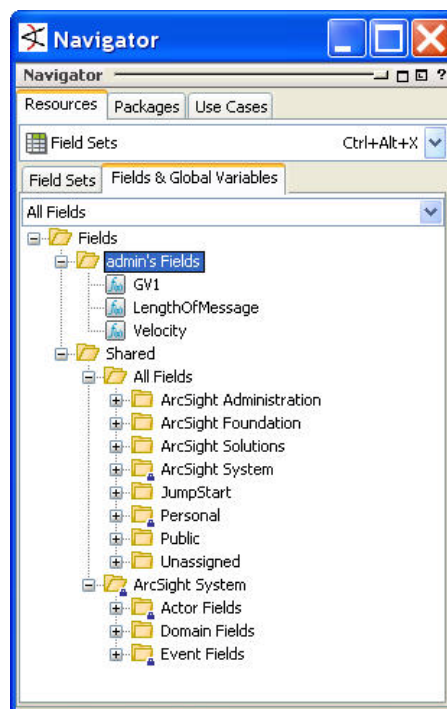 Navigator
Navigator ?
Resources Packages Use Cases
Field Sets Ctrl+Alt+X
Field Sets Fields & Global Variables
All Fields
Fields
admin's Fields
GV1
LengthOfMessage
Velocity
Shared
All Fields
ArcSight Administration
ArcSight Foundation
ArcSight Solutions
ArcSight System
JumpStart
Personal
Public
Unassigned
ArcSight System
Actor Fields
Domain Fields
Event Fields